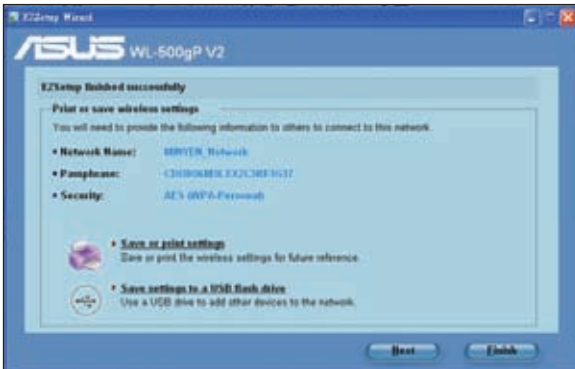 EZSetup Wizard
ASUS WL-500gP V2
EZSetup finished successfully
Print or save wireless settings
You will need to provide the following information to others to connect to this network.
• Network Name:
• Passphrase:
• Security: AES (WPA-Personal)
Save or print settings
Save or print the wireless settings for future reference.
Save settings to a USB flash drive
Use a USB drive to add other devices to the network.
Next Finish